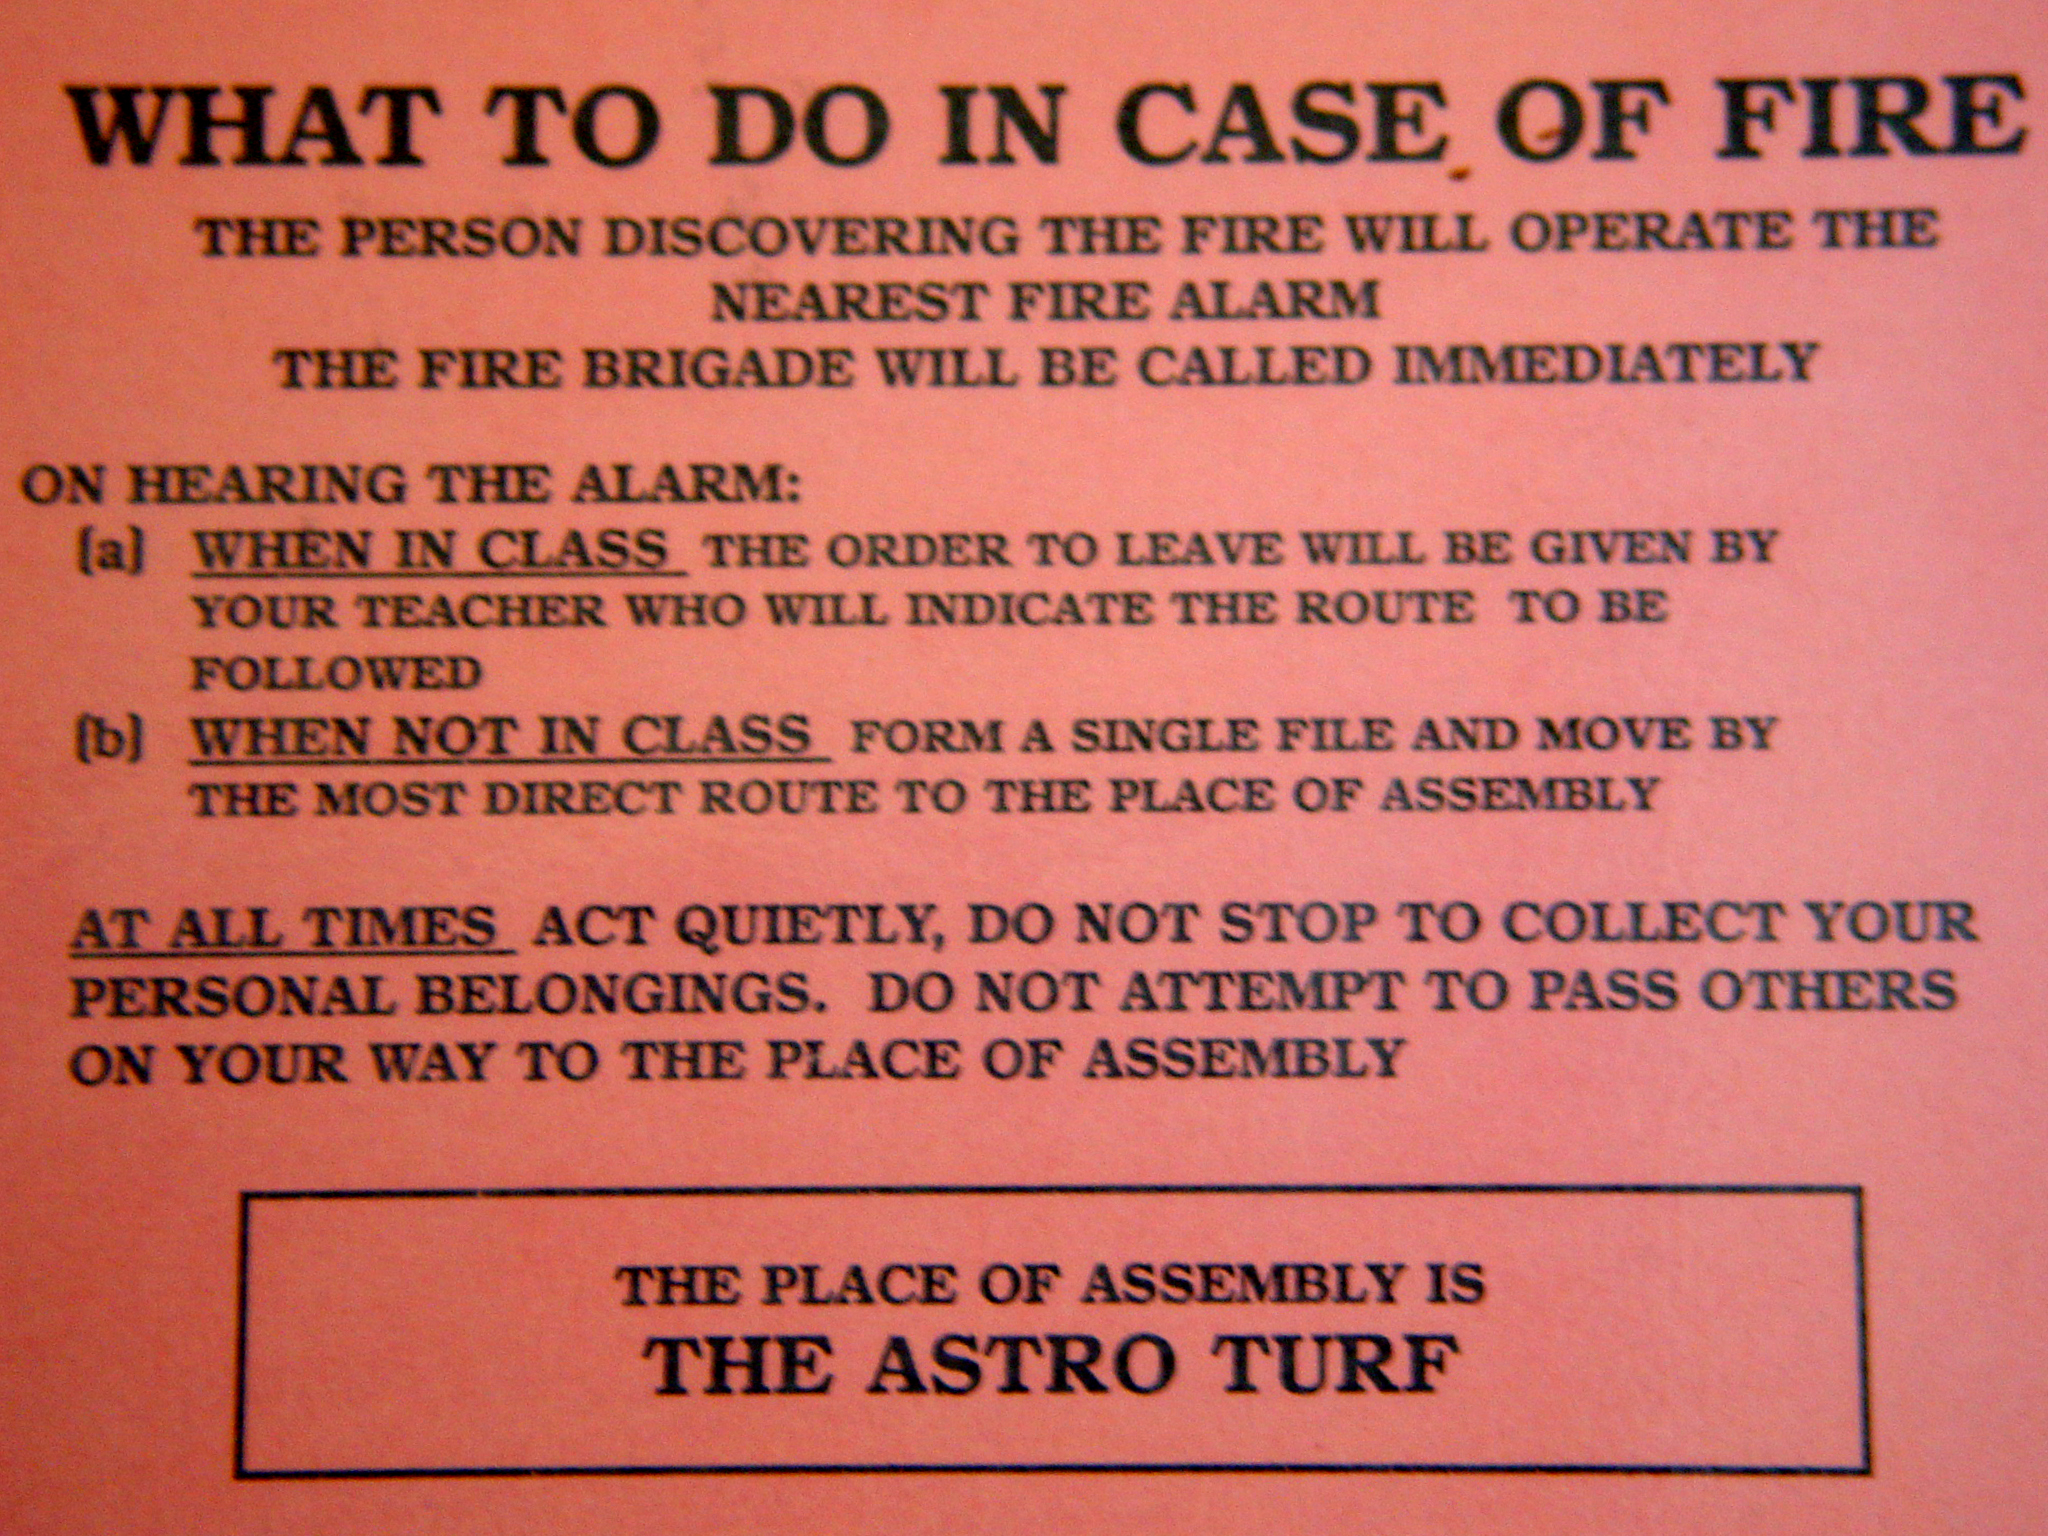 WHAT TO DO IN CASE OF FIRE
THE PERSON DISCOVERING THE FIRE WILL OPERATE THE
NEAREST FIRE ALARM
THE FIRE BRIGADE WILL BE CALLED IMMEDIATELY
ON HEARING THE ALARM:
(a) WHEN IN CLASS THE ORDER TO LEAVE WILL BE GIVEN BY
YOUR TEACHER WHO WILL INDICATE THE ROUTE TO BE
FOLLOWED
(b) WHEN NOT IN CLASS FORM A SINGLE FILE AND MOVE BY
THE MOST DIRECT ROUTE TO THE PLACE OF ASSEMBLY
AT ALL TIMES ACT QUIETLY, DO NOT STOP TO COLLECT YOUR
PERSONAL BELONGINGS. DO NOT ATTEMPT TO PASS OTHERS
ON YOUR WAY TO THE PLACE OF ASSEMBLY
THE PLACE OF ASSEMBLY IS
THE ASTRO TURF